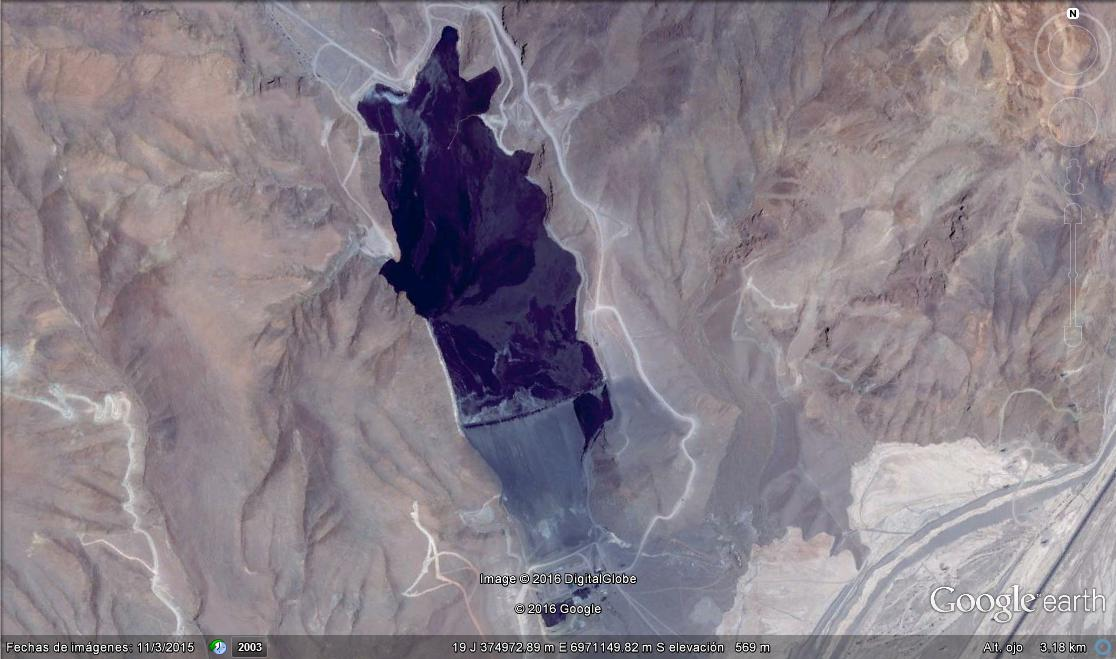 N
Image © 2016 DigitalGlobe
© 2016 Google
Google earth
Fechas de imágenes: 11/3/2015 2003 19 J 374972.89 m E 6971149.82 m S elevación 569 m Alt. ojo 3.18 km